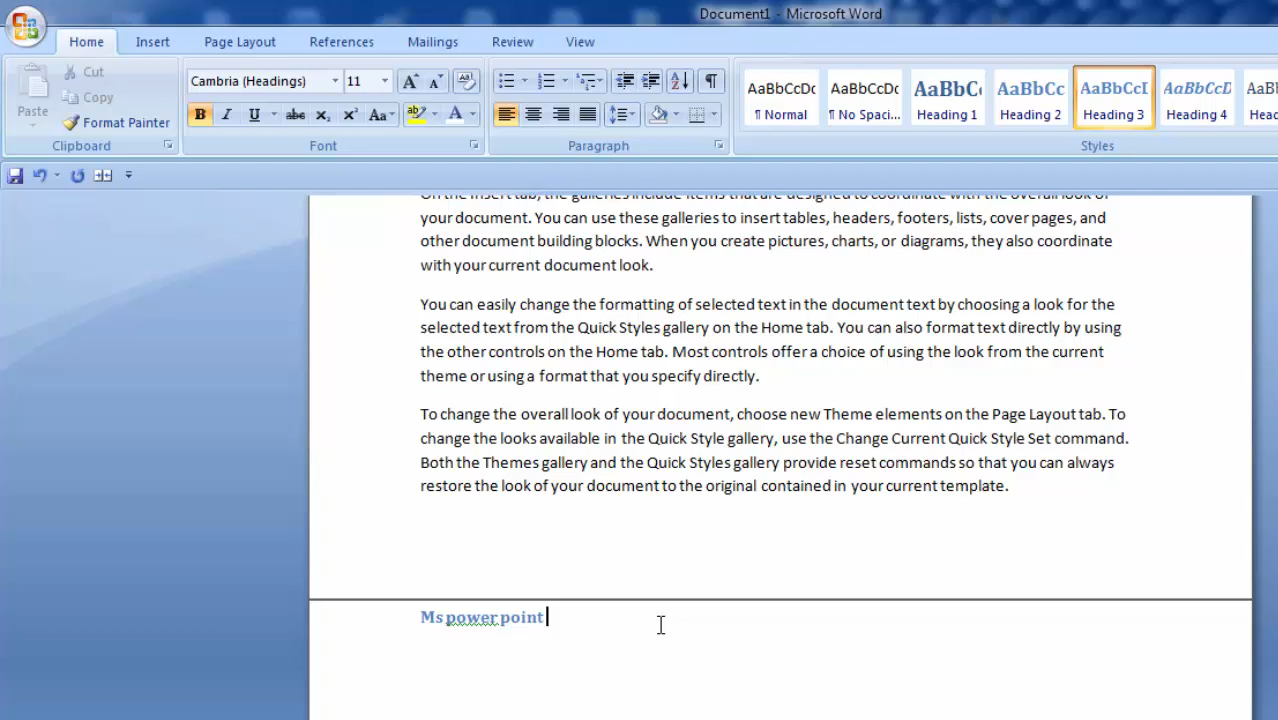 Document1 - Microsoft Word
Home Insert Page Layout References Mailings Review View
Cut
Copy
Paste
Format Painter
Clipboard
Cambria (Headings) 11
Font
Paragraph
AaBbCcDc AaBbCcDc AaBbC AaBbCc AaBbCcI AaBbCcD AaBb
¶ Normal ¶ No Spaci... Heading 1 Heading 2 Heading 3 Heading 4 Head
Styles
On the Insert tab, the galleries include items that are designed to coordinate with the overall look of
your document. You can use these galleries to insert tables, headers, footers, lists, cover pages, and
other document building blocks. When you create pictures, charts, or diagrams, they also coordinate
with your current document look.
You can easily change the formatting of selected text in the document text by choosing a look for the
selected text from the Quick Styles gallery on the Home tab. You can also format text directly by using
the other controls on the Home tab. Most controls offer a choice of using the look from the current
theme or using a format that you specify directly.
To change the overall look of your document, choose new Theme elements on the Page Layout tab. To
change the looks available in the Quick Style gallery, use the Change Current Quick Style Set command.
Both the Themes gallery and the Quick Styles gallery provide reset commands so that you can always
restore the look of your document to the original contained in your current template.
Ms power point